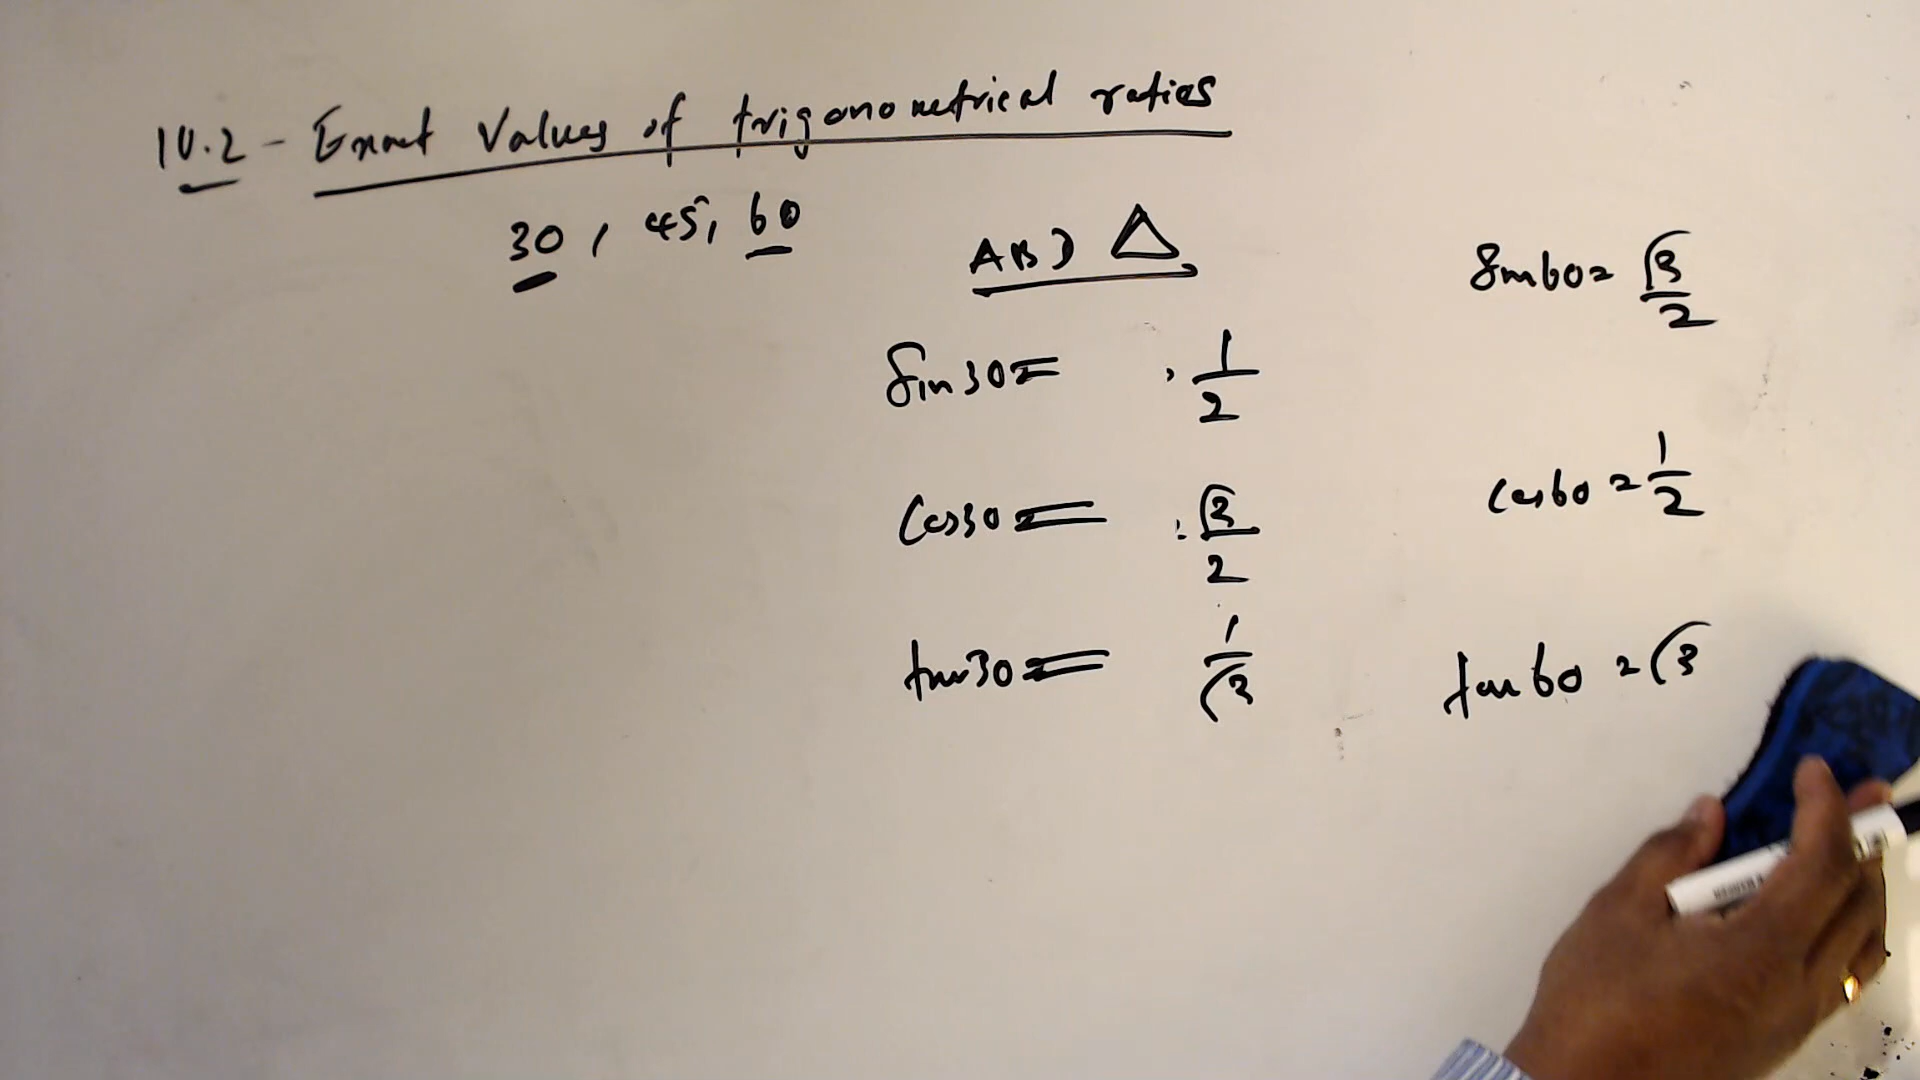 10.2 - Exact Values of trigonometrical ratios
30, 45, 60
ABD △
Sin30= 1/2
Cos30= √3/2
tan30= 1/√3
Sin60= √3/2
Cos60 = 1/2
tan60 = √3